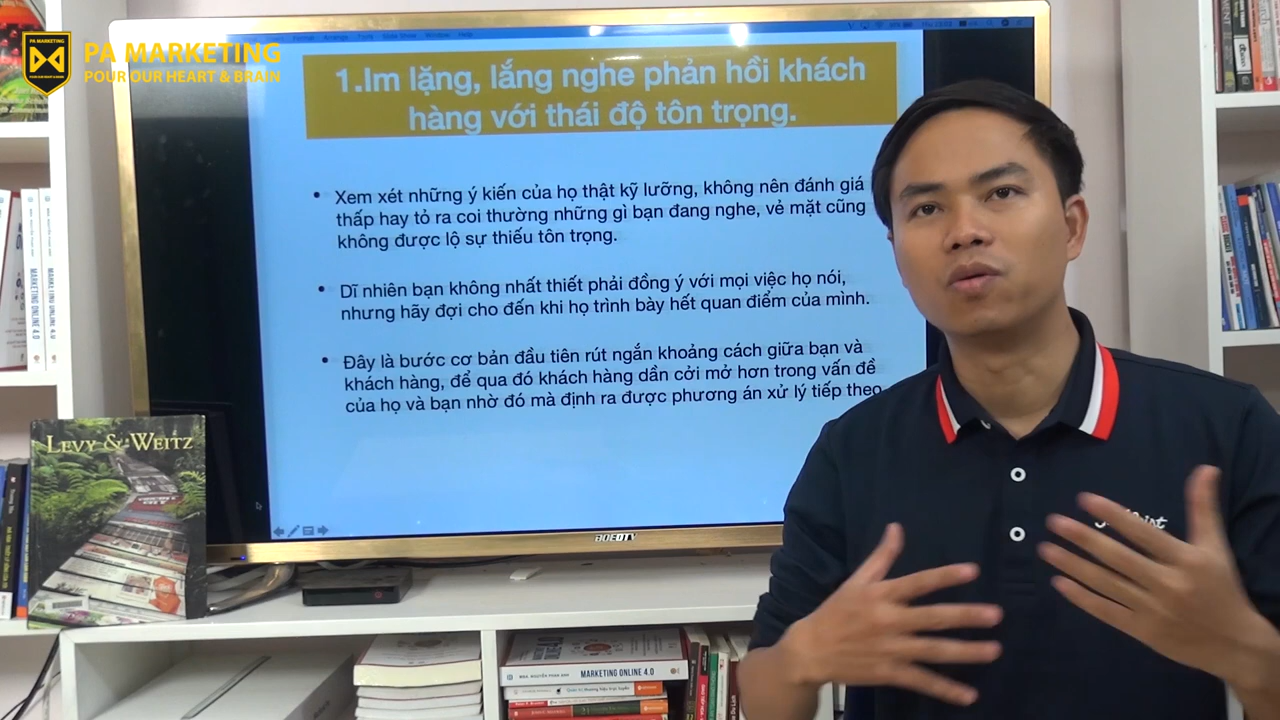 PA MARKETING
POUR OUR HEART & BRAIN
1.Im lặng, lắng nghe phản hồi khách
hàng với thái độ tôn trọng.
• Xem xét những ý kiến của họ thật kỹ lưỡng, không nên đánh giá
thấp hay tỏ ra coi thường những gì bạn đang nghe, vẻ mặt cũng
không được lộ sự thiếu tôn trọng.
• Dĩ nhiên bạn không nhất thiết phải đồng ý với mọi việc họ nói,
nhưng hãy đợi cho đến khi họ trình bày hết quan điểm của mình.
• Đây là bước cơ bản đầu tiên rút ngắn khoảng cách giữa bạn và
khách hàng, để qua đó khách hàng dần cởi mở hơn trong vấn đề
của họ và bạn nhờ đó mà định ra được phương án xử lý tiếp theo
LEVY & WEITZ
MARKETING ONLINE 4.0
MARKETING ONLINE 4.0
MARKETING ONLINE 4.0